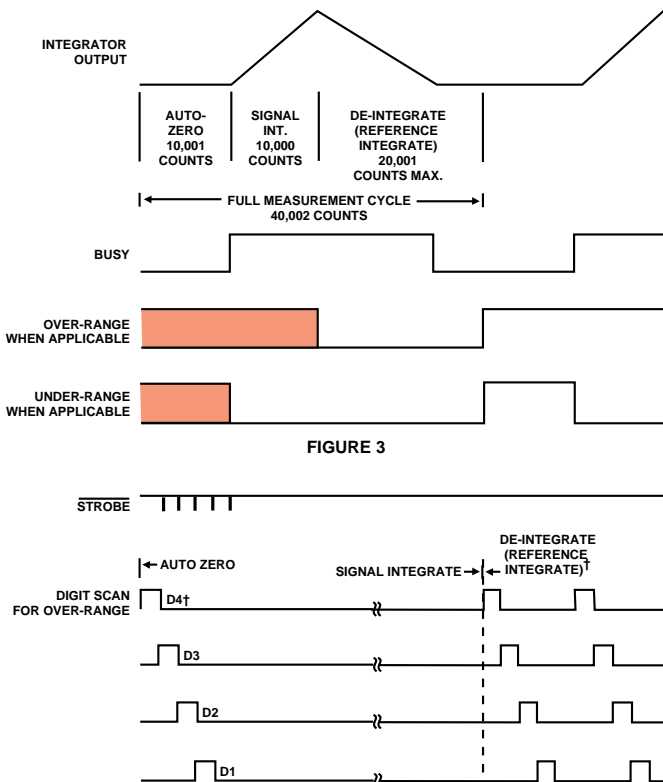 INTEGRATOR
OUTPUT
AUTO-
ZERO
10,001
COUNTS
SIGNAL
INT.
10,000
COUNTS
DE-INTEGRATE
(REFERENCE
INTEGRATE)
20,001
COUNTS MAX.
FULL MEASUREMENT CYCLE
40,002 COUNTS
BUSY
OVER-RANGE
WHEN APPLICABLE
UNDER-RANGE
WHEN APPLICABLE
FIGURE 3
STROBE
AUTO ZERO
SIGNAL INTEGRATE
DE-INTEGRATE
(REFERENCE
INTEGRATE)†
DIGIT SCAN
FOR OVER-RANGE
D4†
D3
D2
D1